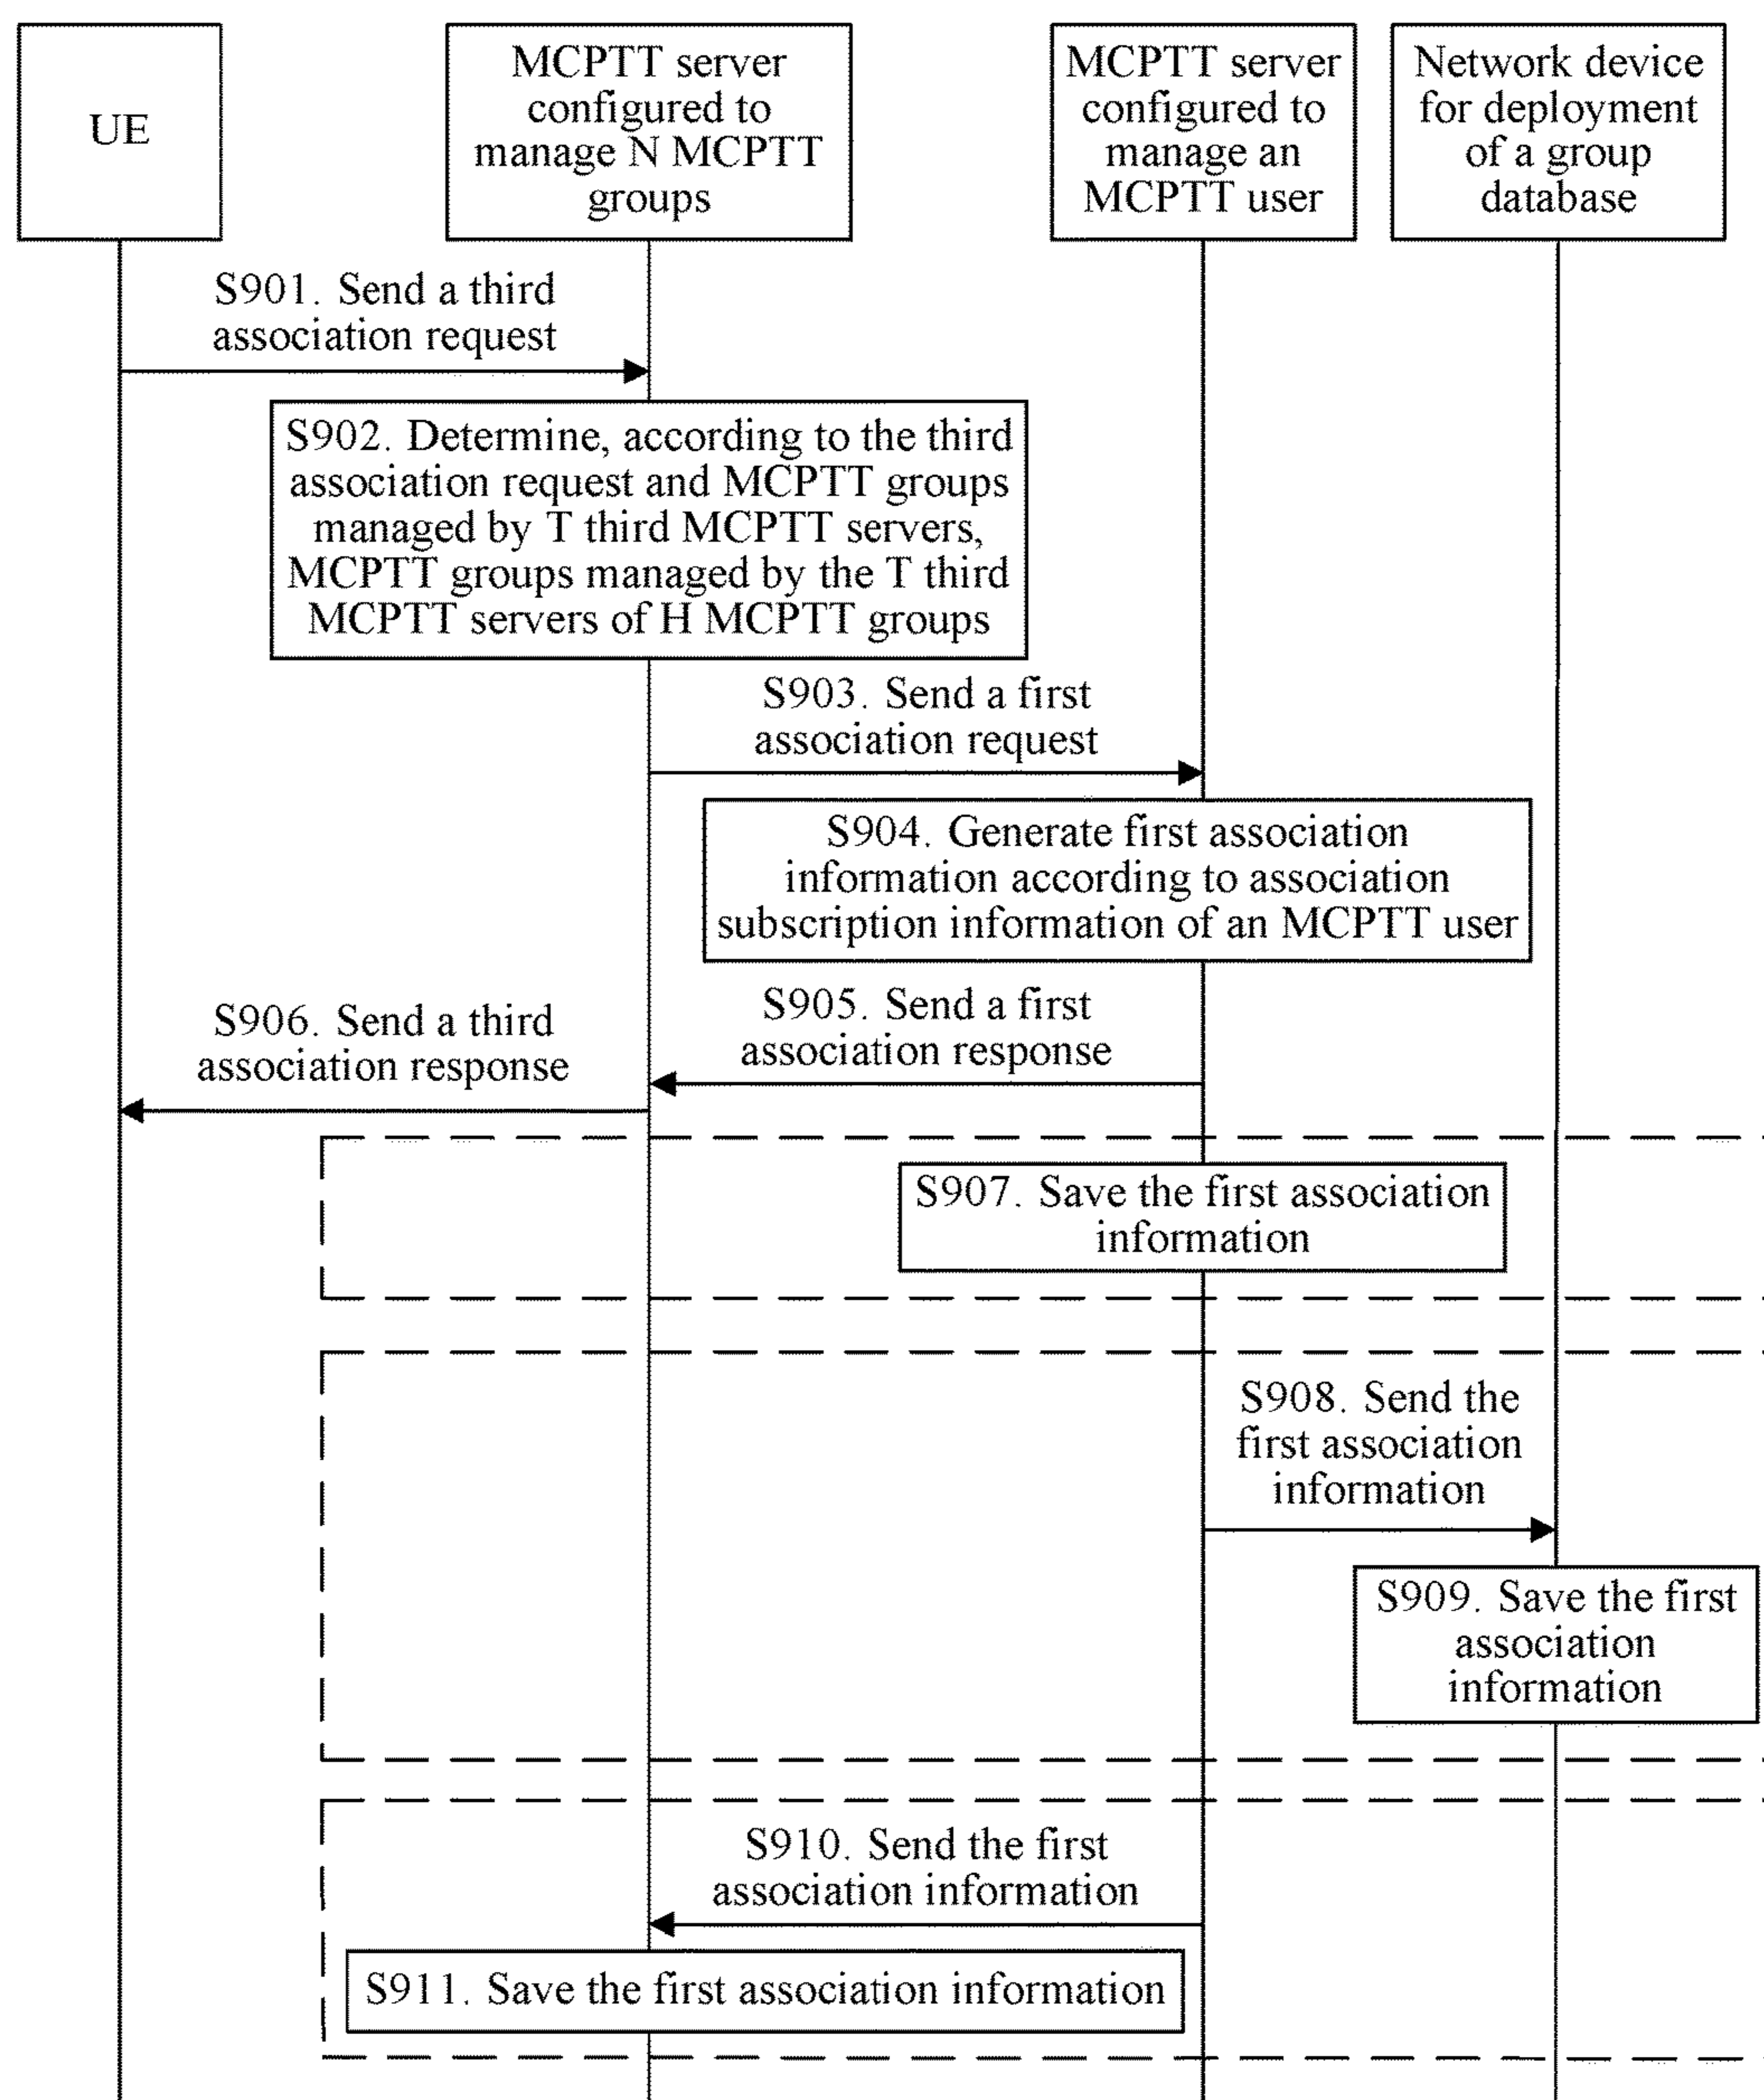 UE
MCPTT server
configured to
manage N MCPTT
groups
MCPTT server
configured to
manage an
MCPTT user
Network device
for deployment
of a group
database
S901. Send a third
association request
S902. Determine, according to the third
association request and MCPTT groups
managed by T third MCPTT servers,
MCPTT groups managed by the T third
MCPTT servers of H MCPTT groups
S903. Send a first
association request
S904. Generate first association
information according to association
subscription information of an MCPTT user
S905. Send a first
association response
S906. Send a third
association response
S907. Save the first association
information
S908. Send the
first association
information
S909. Save the first
association
information
S910. Send the first
association information
S911. Save the first association information